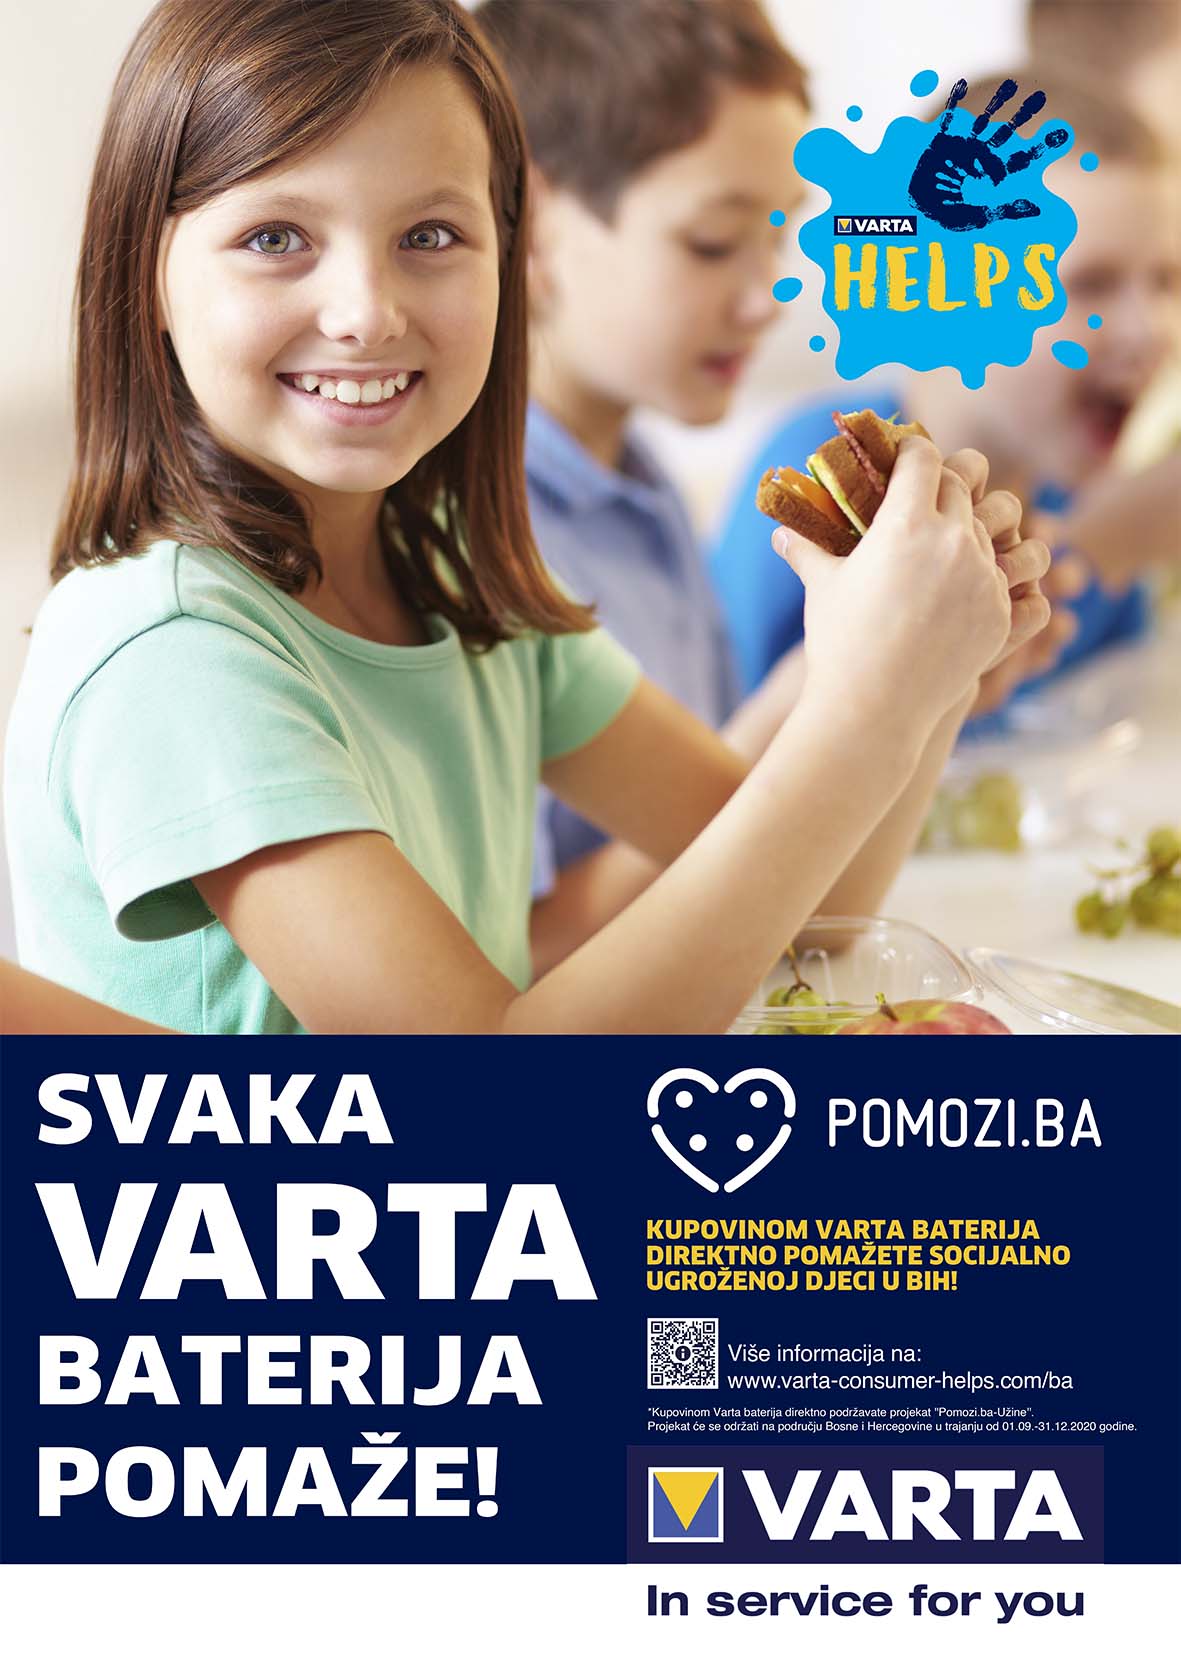 VARTA
HELPS
SVAKA
VARTA
BATERIJA
POMAŽE!
POMOZI.BA
KUPOVINOM VARTA BATERIJA
DIREKTNO POMAŽETE SOCIJALNO
UGROŽENOJ DJECI U BIH!
Više informacija na:
www.varta-consumer-helps.com/ba
*Kupovinom Varta baterija direktno podržavate projekat "Pomozi.ba-Užine".
Projekat će se održati na području Bosne i Hercegovine u trajanju od 01.09.-31.12.2020 godine.
VARTA
In service for you